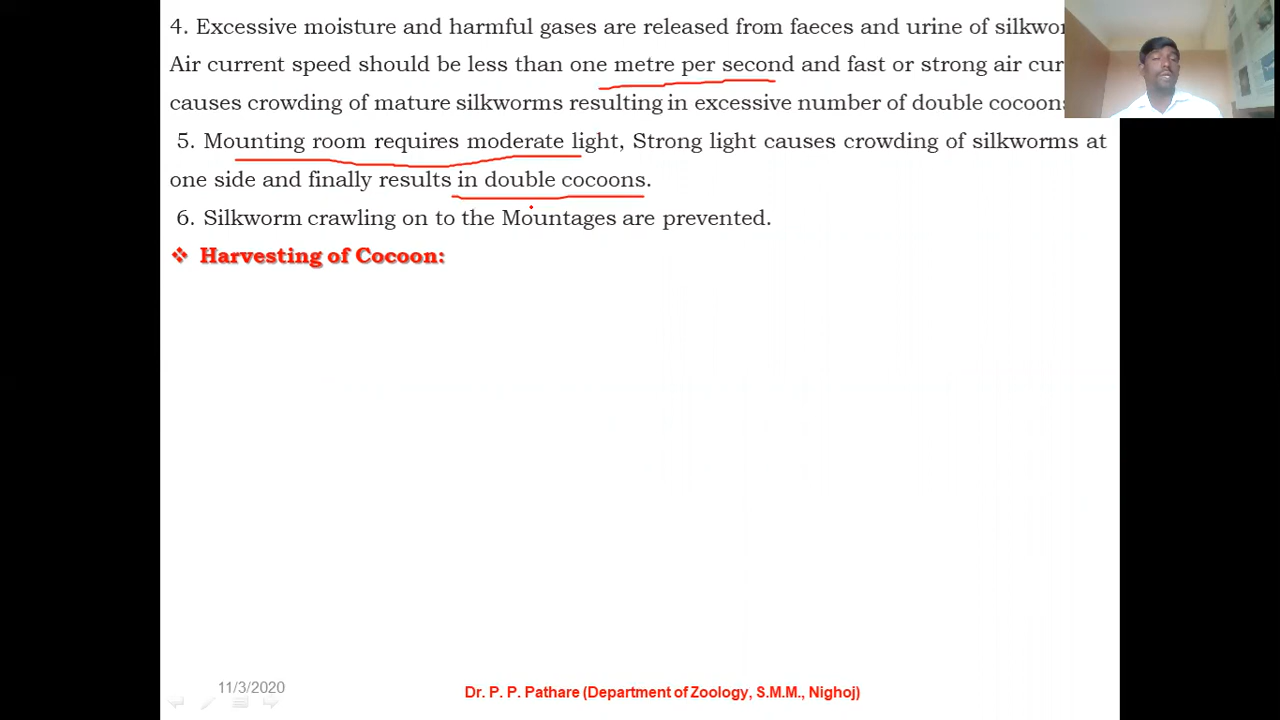 4. Excessive moisture and harmful gases are released from faeces and urine of
Air current speed should be less than one metre per second and fast or strong air
causes crowding of mature silkworms resulting in excessive number of double cocoons
5. Mounting room requires moderate light, Strong light causes crowding of silkworms at
one side and finally results in double cocoons.
6. Silkworm crawling on to the Mountages are prevented.
❖ Harvesting of Cocoon:
11/3/2020
Dr. P. P. Pathare (Department of Zoology, S.M.M., Nighoj)